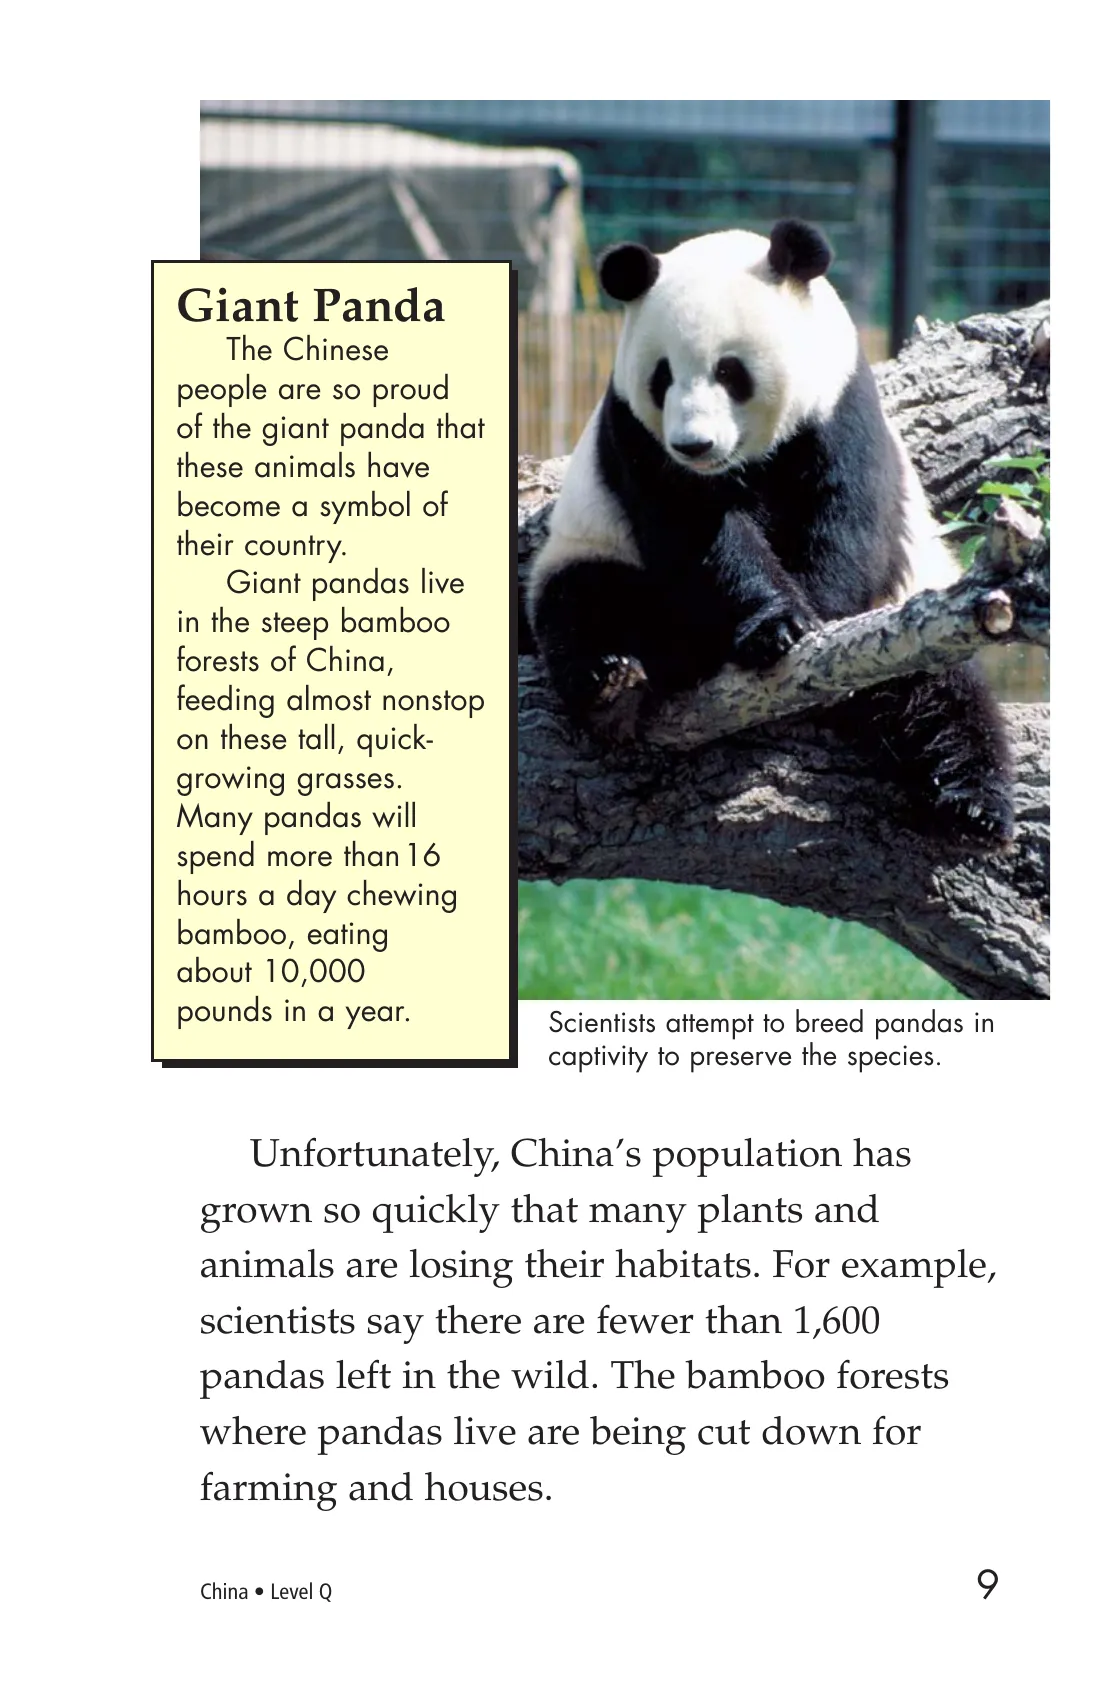 Giant Panda
The Chinese
people are so proud
of the giant panda that
these animals have
become a symbol of
their country.
Giant pandas live
in the steep bamboo
forests of China,
feeding almost nonstop
on these tall, quick-
growing grasses.
Many pandas will
spend more than 16
hours a day chewing
bamboo, eating
about 10,000
pounds in a year.
Scientists attempt to breed pandas in
captivity to preserve the species.
Unfortunately, China’s population has
grown so quickly that many plants and
animals are losing their habitats. For example,
scientists say there are fewer than 1,600
pandas left in the wild. The bamboo forests
where pandas live are being cut down for
farming and houses.
China • Level Q
9